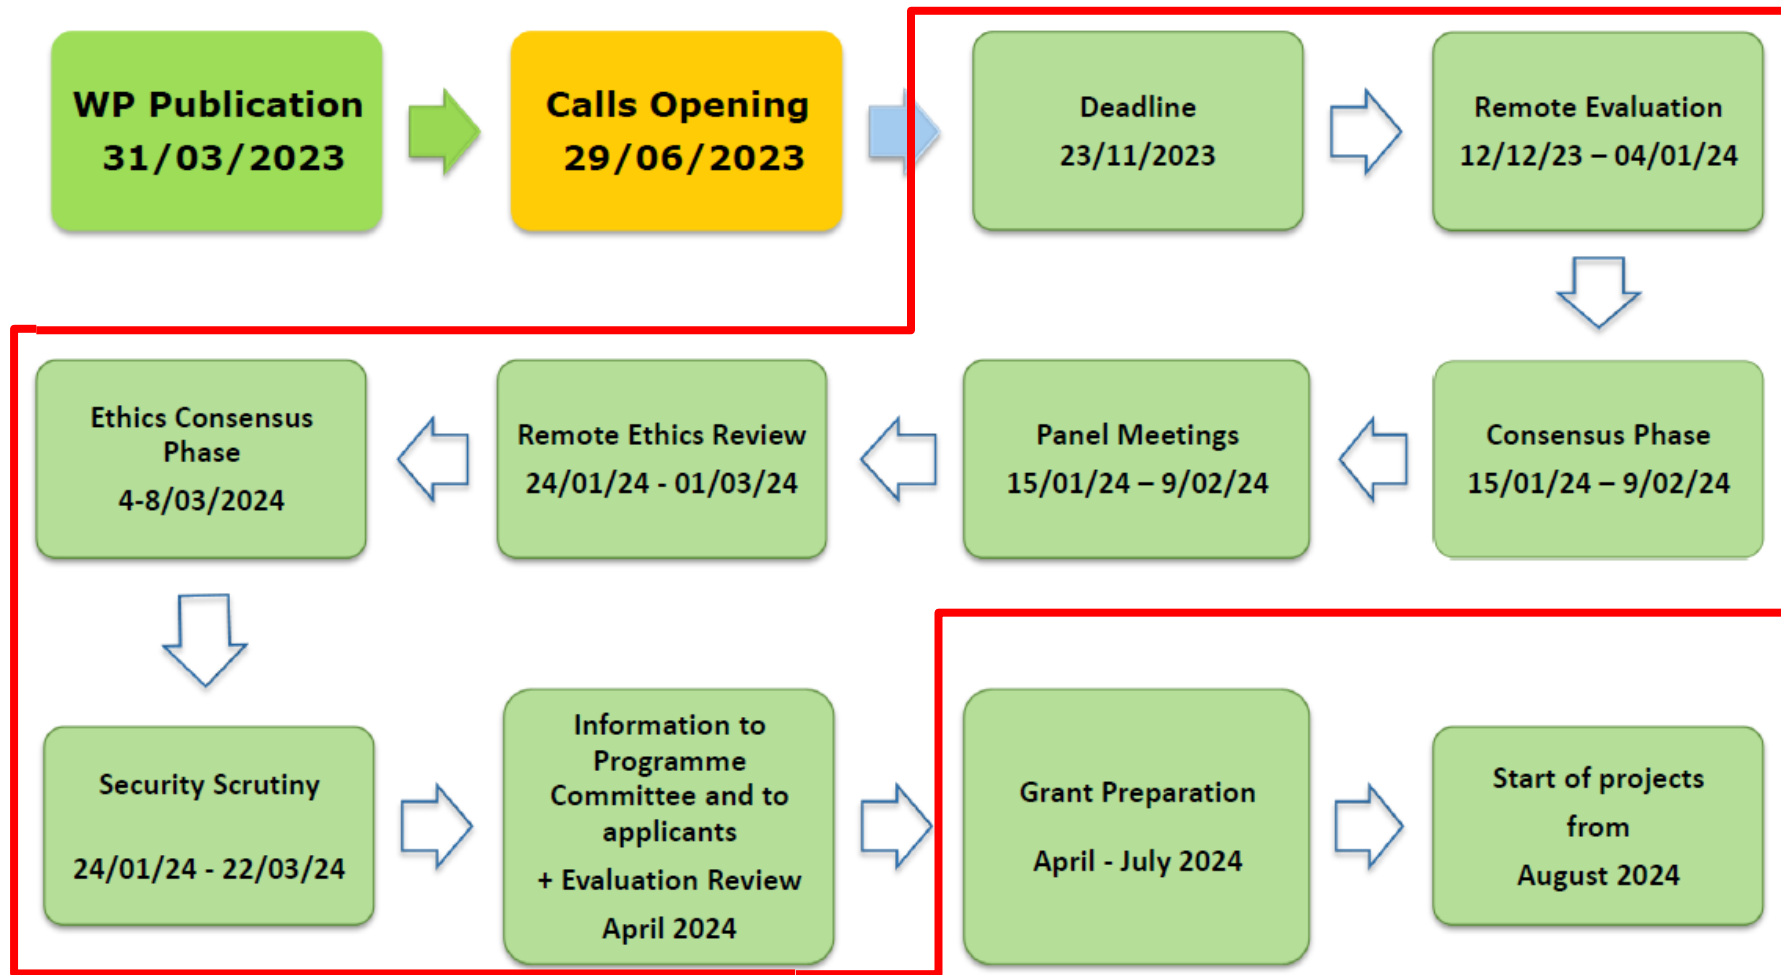 WP Publication
31/03/2023
Calls Opening
29/06/2023
Deadline
23/11/2023
Remote Evaluation
12/12/23 – 04/01/24
Consensus Phase
15/01/24 – 9/02/24
Panel Meetings
15/01/24 – 9/02/24
Remote Ethics Review
24/01/24 - 01/03/24
Ethics Consensus
Phase
4-8/03/2024
Security Scrutiny
24/01/24 - 22/03/24
Information to
Programme
Committee and to
applicants
+ Evaluation Review
April 2024
Grant Preparation
April - July 2024
Start of projects
from
August 2024